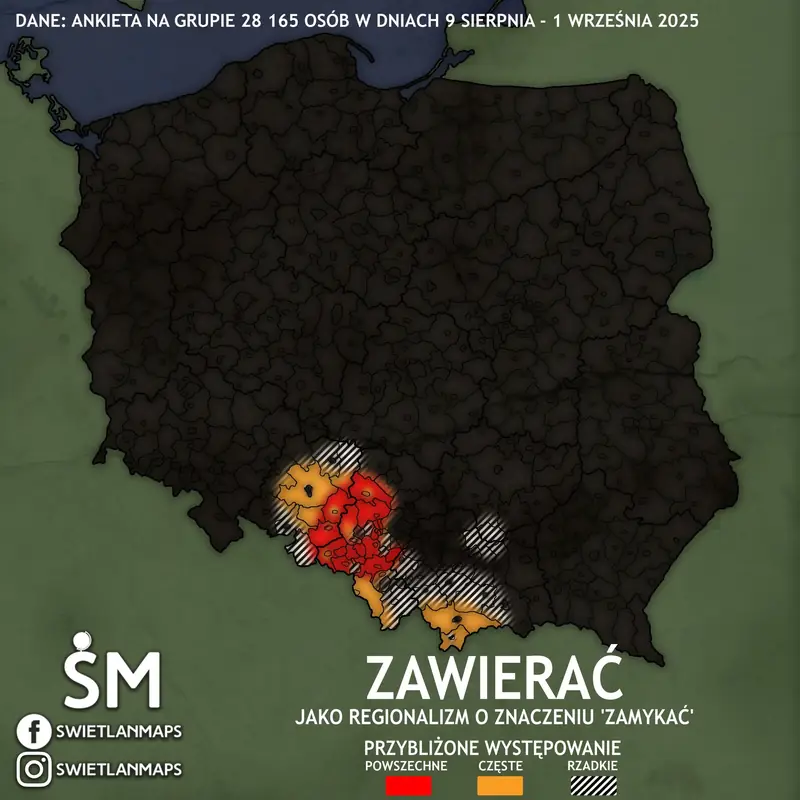 DANE: ANKIETA NA GRUPIE 28 165 OSÓB W DNIACH 9 SIERPNIA - 1 WRZEŚNIA 2025
ŚM
SWIETLANMAPS
SWIETLANMAPS
ZAWIERAĆ
JAKO REGIONALIZM O ZNACZENIU 'ZAMYKAĆ'
PRZYBLIŻONE WYSTĘPOWANIE
POWSZECHNE CZĘSTE RZADKIE